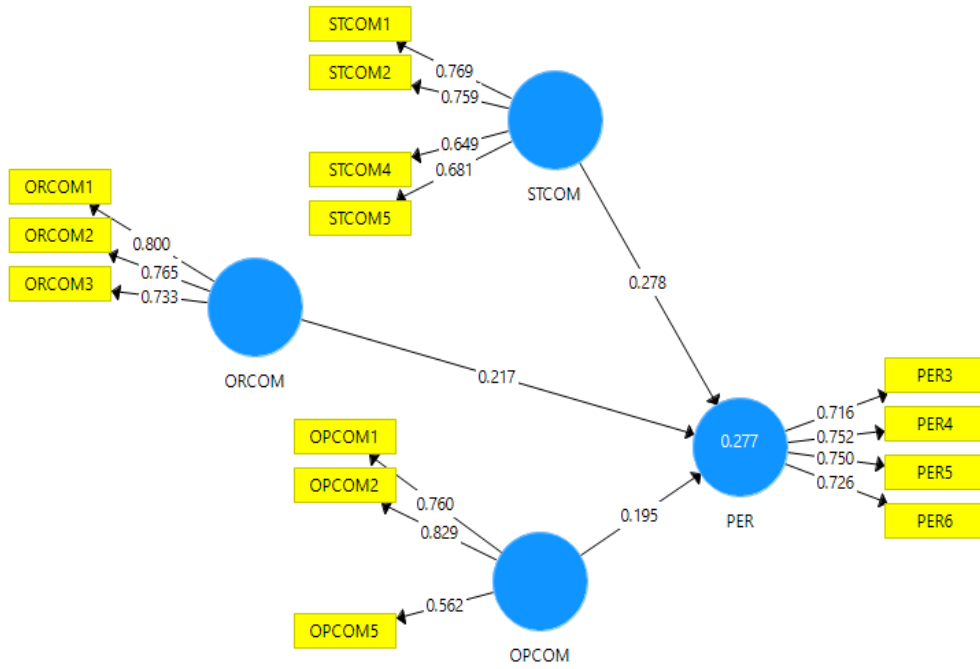 STCOM1
STCOM2
STCOM4
STCOM5
0.769
0.759
0.649
0.681
STCOM
ORCOM1
ORCOM2
ORCOM3
0.800
0.765
0.733
ORCOM
0.278
0.217
OPCOM1
OPCOM2
OPCOM5
0.760
0.829
0.562
OPCOM
0.195
0.277
PER
0.716
0.752
0.750
0.726
PER3
PER4
PER5
PER6